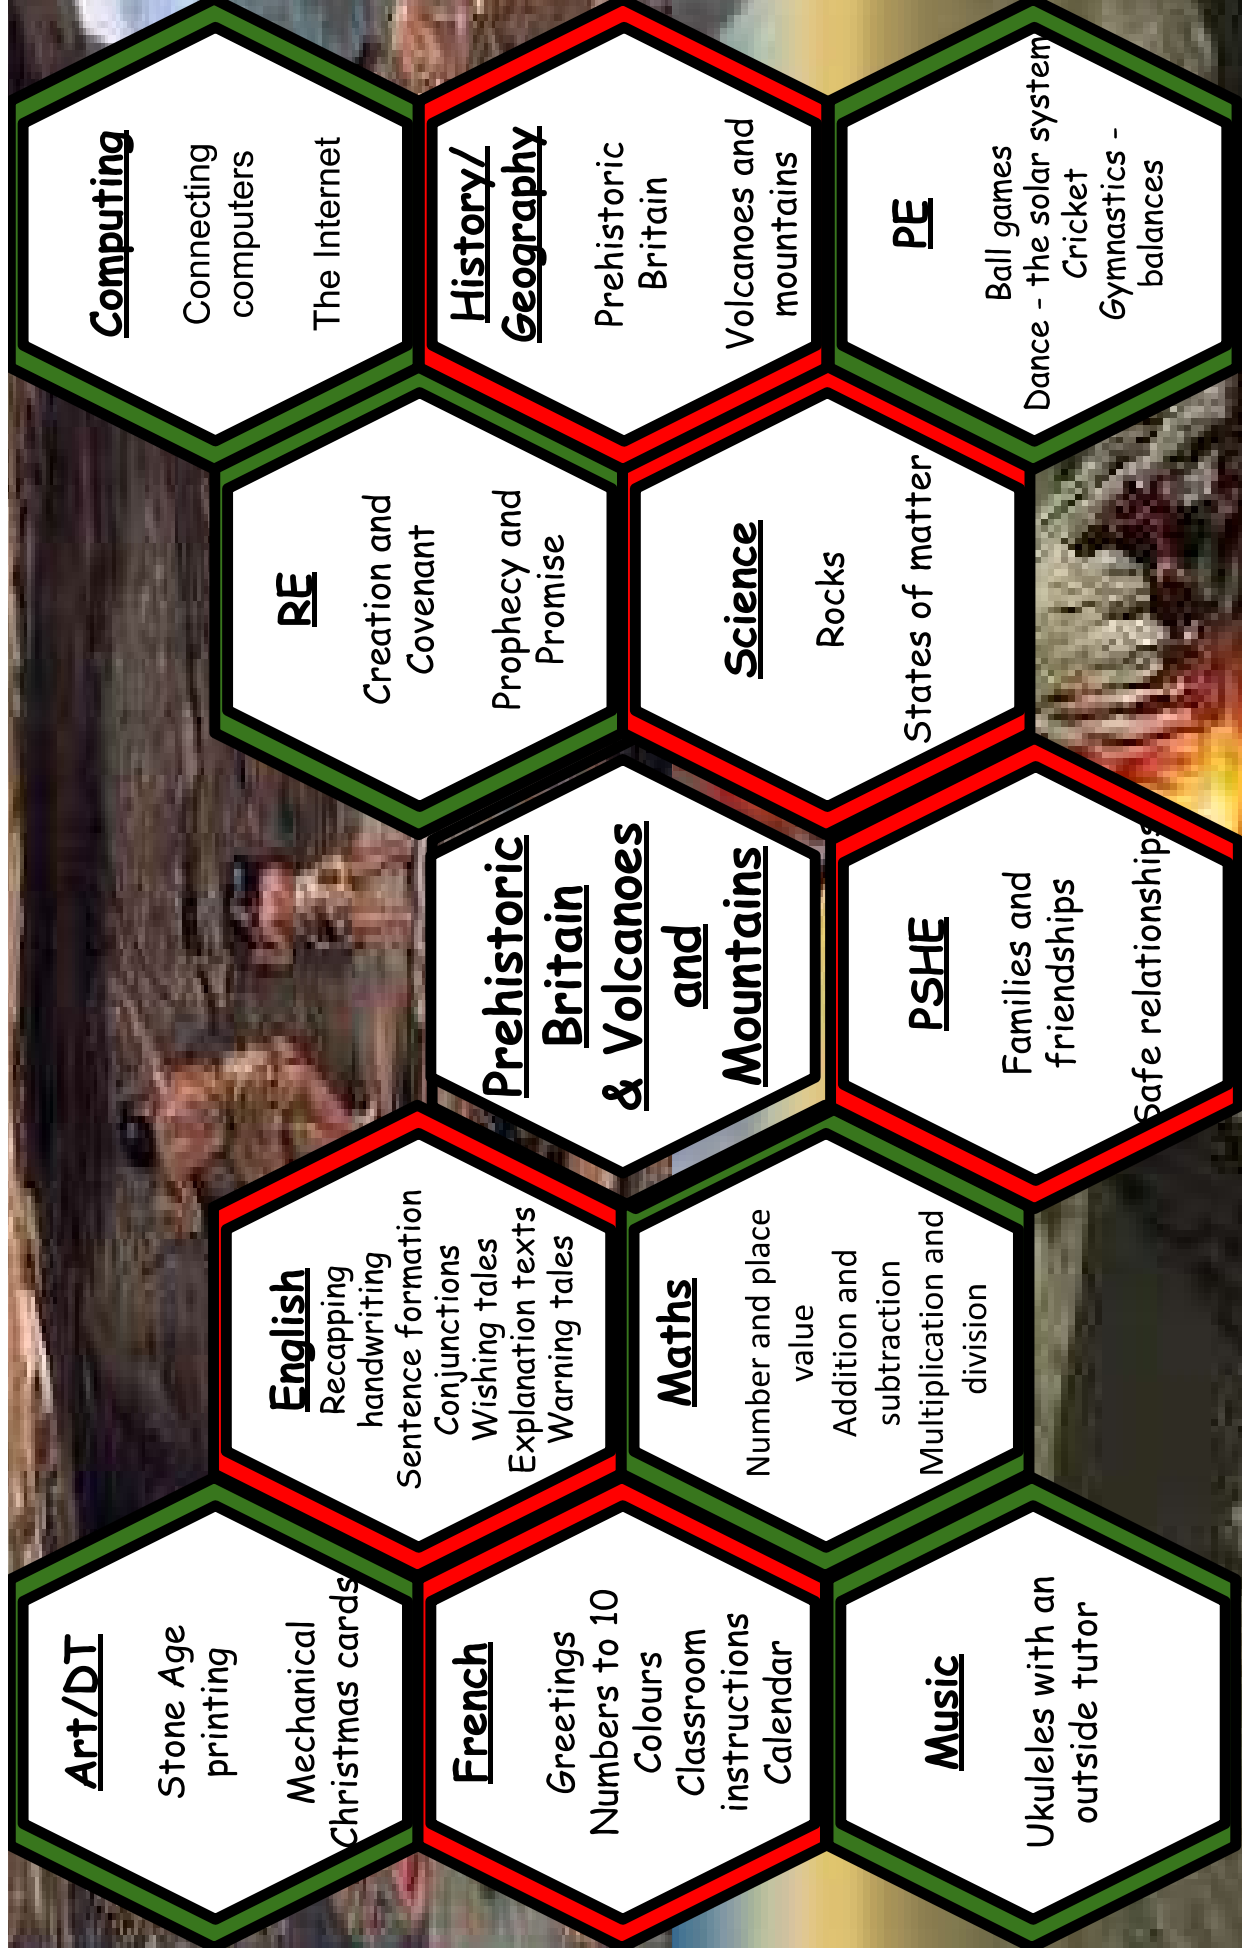 Art/DT
Stone Age
printing
Mechanical
Christmas cards
French
Greetings
Numbers to 10
Colours
Classroom
instructions
Calendar
Music
Ukuleles with an
outside tutor
English
Recapping
handwriting
Sentence formation
Conjunctions
Wishing tales
Explanation texts
Warning tales
Maths
Number and place
value
Addition and
subtraction
Multiplication and
division
Prehistoric
Britain
& Volcanoes
and
Mountains
PSHE
Families and
friendships
Safe relationships
RE
Creation and
Covenant
Prophecy and
Promise
Science
Rocks
States of matter
Computing
Connecting
computers
The Internet
History/
Geography
Prehistoric
Britain
Volcanoes and
mountains
PE
Ball games
Dance - the solar system
Cricket
Gymnastics -
balances